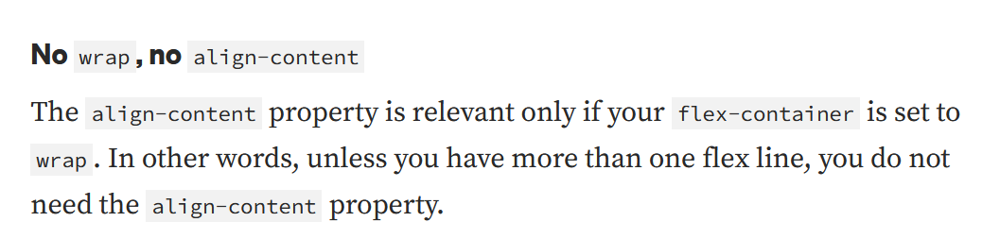 No wrap, no align-content
The align-content property is relevant only if your flex-container is set to
wrap. In other words, unless you have more than one flex line, you do not
need the align-content property.